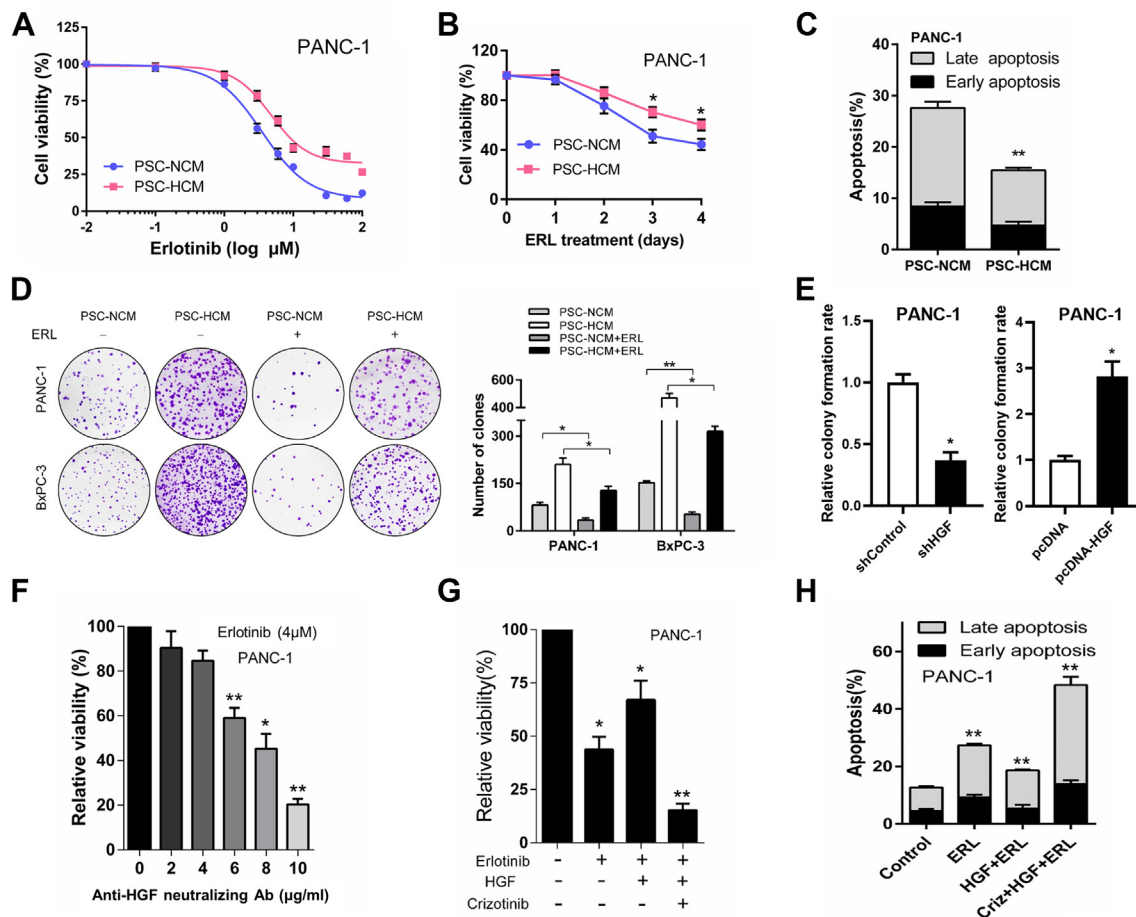 A
PANC-1
Cell viability (%)
125
100
75
50
25
0
PSC-NCM
PSC-HCM
-2
-1
0
1
2
Erlotinib (log μM)
B
PANC-1
Cell viability (%)
120
80
40
0
PSC-NCM
PSC-HCM
*
*
0
1
2
3
4
ERL treatment (days)
C
PANC-1
Late apoptosis
Early apoptosis
Apoptosis(%)
40
30
20
10
0
**
PSC-NCM
PSC-HCM
D
PSC-NCM
PSC-HCM
PSC-NCM
PSC-HCM
ERL
–
–
+
+
PANC-1
BxPC-3
PSC-NCM
PSC-HCM
PSC-NCM+ERL
PSC-HCM+ERL
Number of clones
600
400
300
150
0
*
*
**
*
PANC-1
BxPC-3
E
PANC-1
Relative colony formation rate
1.5
1.0
0.5
0.0
*
shControl
shHGF
PANC-1
Relative colony formation rate
4
3
2
1
0
*
pcDNA
pcDNA-HGF
F
Erlotinib (4μM)
PANC-1
Relative viability (%)
100
80
60
40
20
0
**
*
**
0
2
4
6
8
10
Anti-HGF neutralizing Ab (μg/ml)
G
PANC-1
Relative viability(%)
100
75
50
25
0
*
*
**
Erlotinib - + + +
HGF - - + +
Crizotinib - - - +
H
Late apoptosis
Early apoptosis
PANC-1
Apoptosis(%)
60
40
20
0
**
**
**
Control
ERL
HGF+ERL
Criz+HGF+ERL